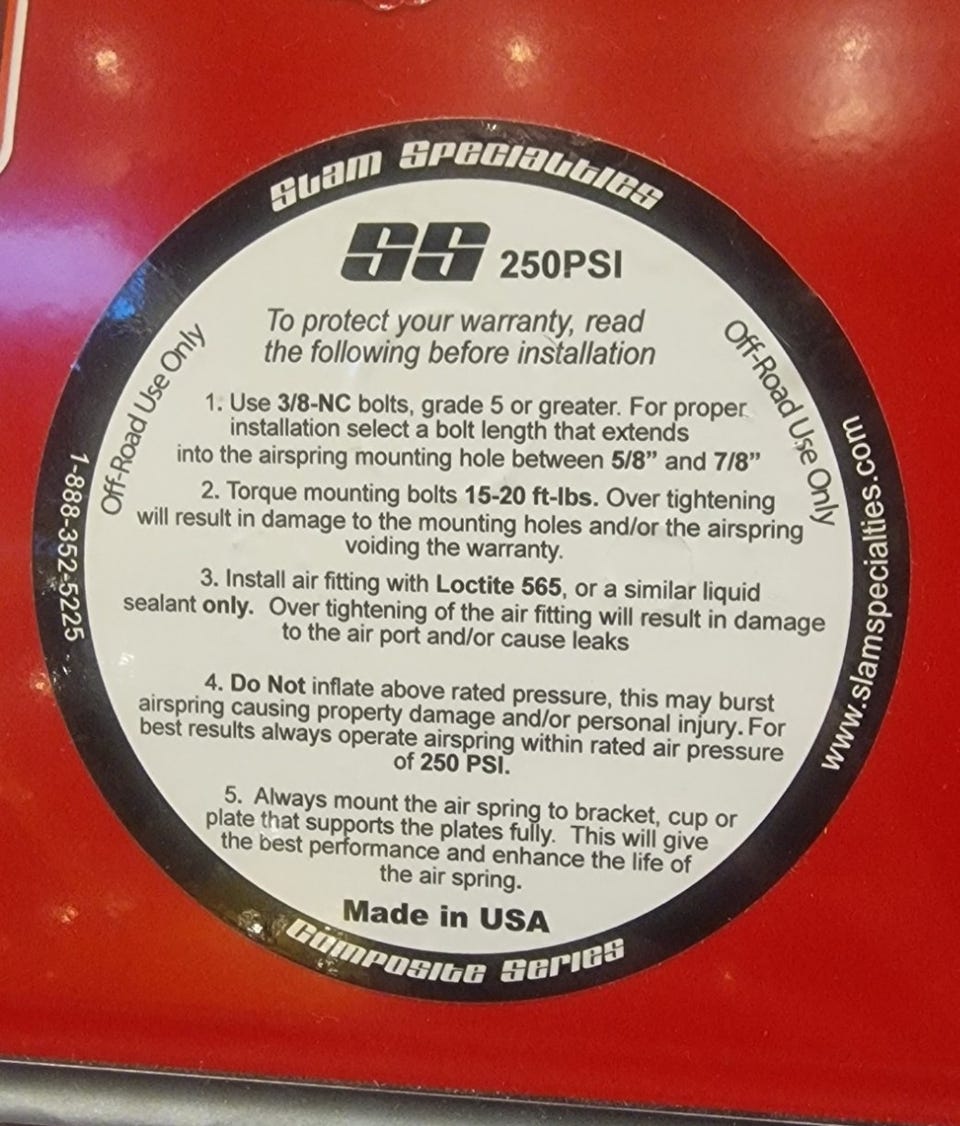 Slam Specialties
SS 250PSI
To protect your warranty, read
the following before installation
Off-Road Use Only
Off-Road Use Only
1. Use 3/8-NC bolts, grade 5 or greater. For proper
installation select a bolt length that extends
into the airspring mounting hole between 5/8” and 7/8”
2. Torque mounting bolts 15-20 ft-lbs. Over tightening
will result in damage to the mounting holes and/or the airspring
voiding the warranty.
3. Install air fitting with Loctite 565, or a similar liquid
sealant only. Over tightening of the air fitting will result in damage
to the air port and/or cause leaks
4. Do Not inflate above rated pressure, this may burst
airspring causing property damage and/or personal injury. For
best results always operate airspring within rated air pressure
of 250 PSI.
5. Always mount the air spring to bracket, cup or
plate that supports the plates fully. This will give
the best performance and enhance the life of
the air spring.
Made in USA
Composite Series
1-888-352-5225
www.slamspecialties.com